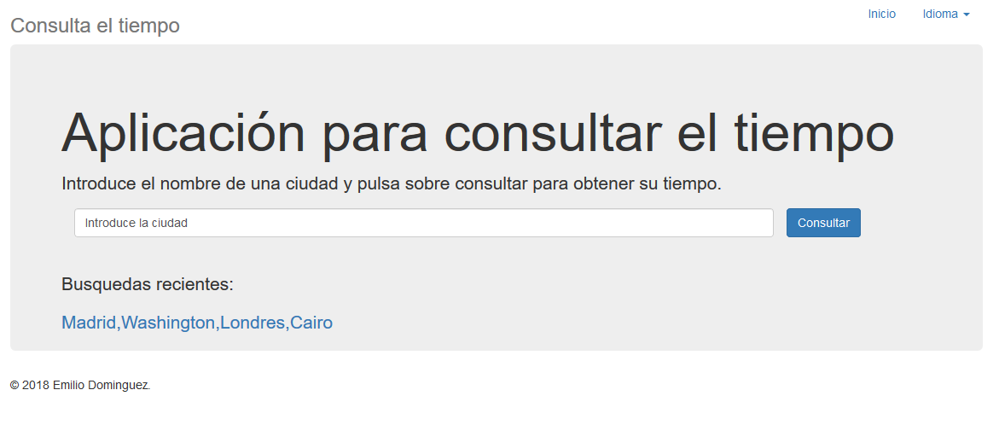 Consulta el tiempo
Inicio
Idioma
Aplicación para consultar el tiempo
Introduce el nombre de una ciudad y pulsa sobre consultar para obtener su tiempo.
Introduce la ciudad
Consultar
Busquedas recientes:
Madrid,Washington,Londres,Cairo
© 2018 Emilio Dominguez.